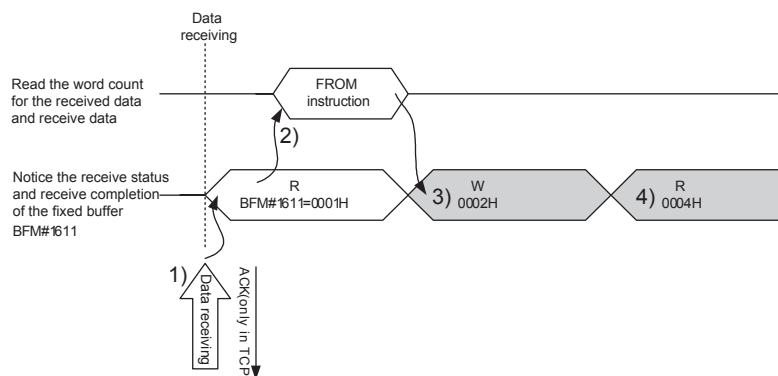 Data
receiving
Read the word count
for the received data
and receive data
FROM
instruction
2)
Notice the receive status
and receive completion
of the fixed buffer
BFM#1611
R
BFM#1611=0001H
3)
W
0002H
4)
R
0004H
1)
Data receiving
ACK(only in TCP